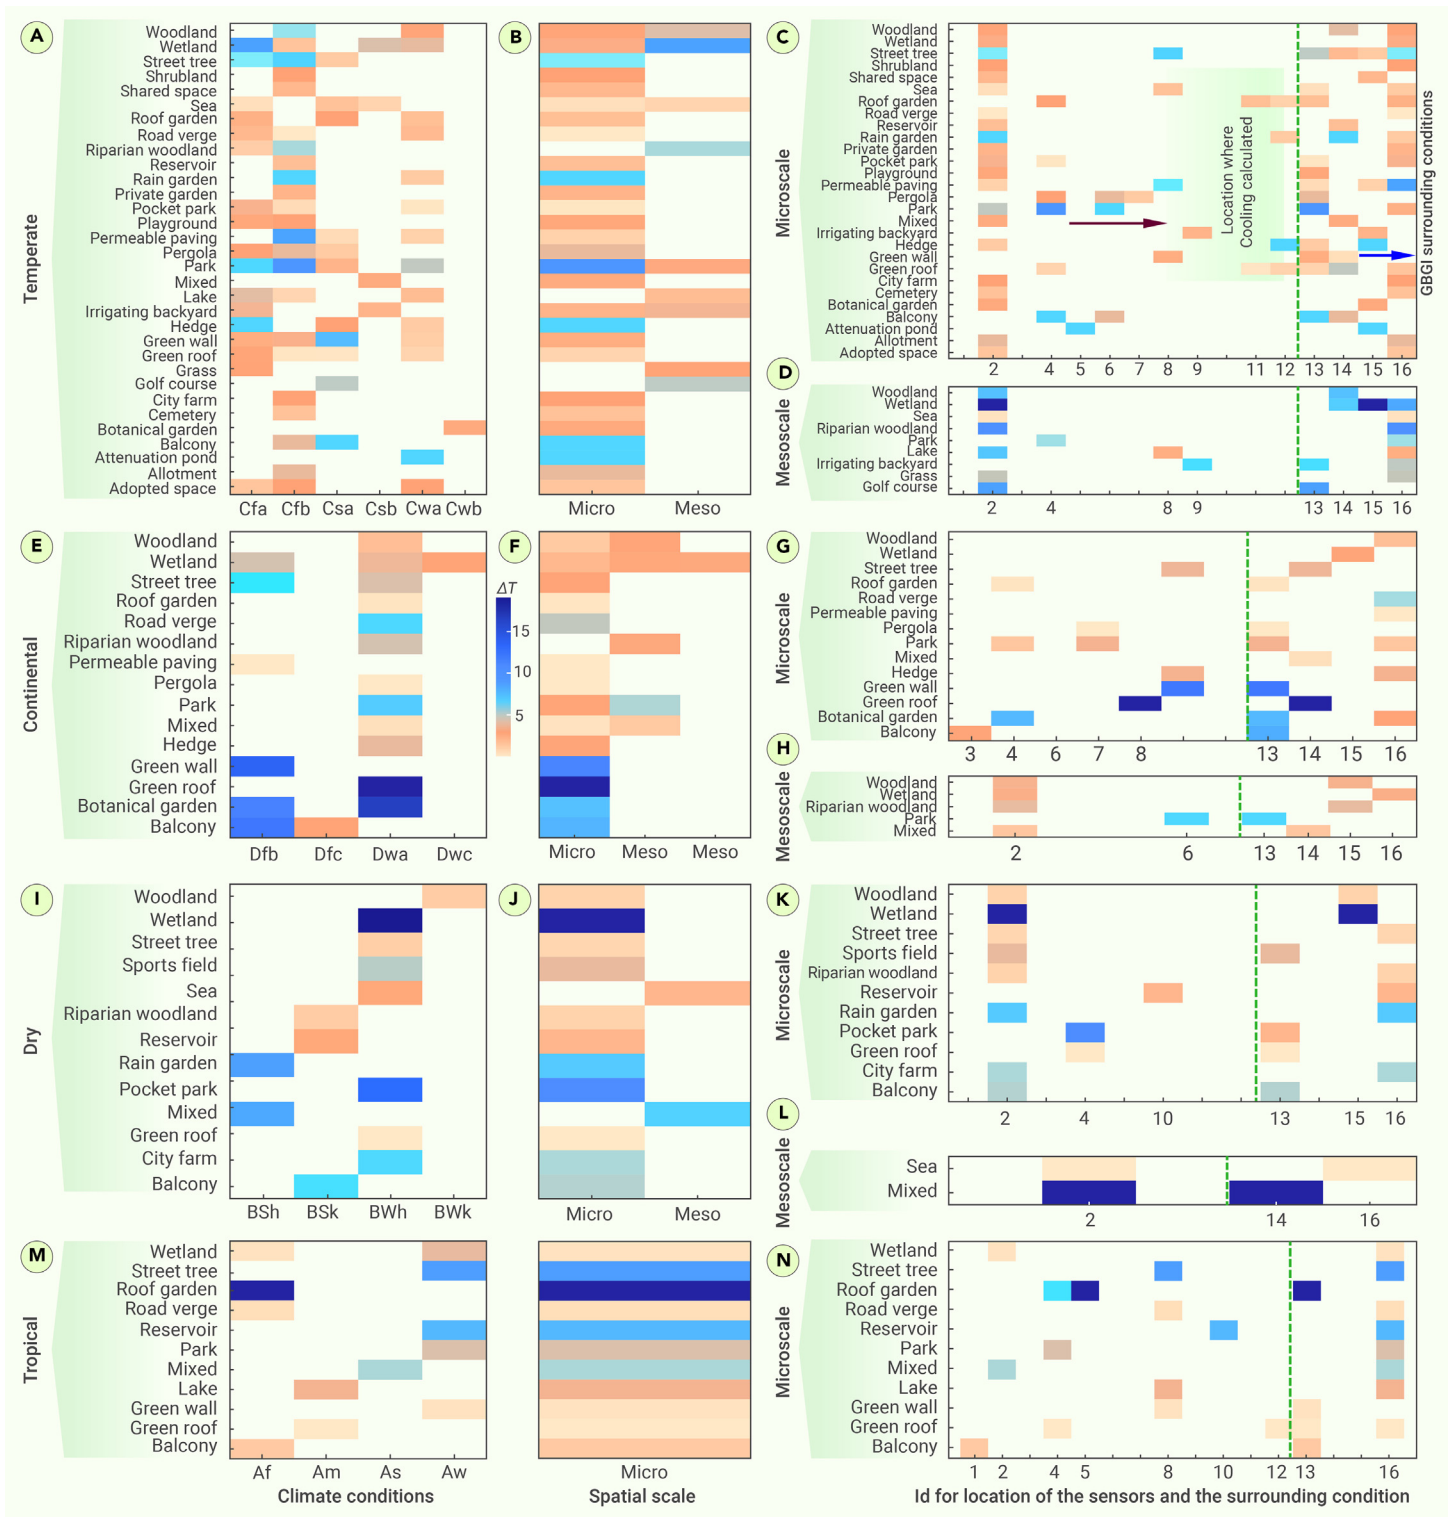 A
Temperate
Woodland
Wetland
Street tree
Shrubland
Shared space
Sea
Roof garden
Road verge
Riparian woodland
Reservoir
Rain garden
Private garden
Pocket park
Playground
Permeable paving
Pergola
Park
Mixed
Lake
Irrigating backyard
Hedge
Green wall
Green roof
Grass
Golf course
City farm
Cemetery
Botanical garden
Balcony
Attenuation pond
Allotment
Adopted space
Cfa Cfb Csa Csb Cwa Cwb
B
Micro Meso
C
Microscale
Woodland
Wetland
Street tree
Shrubland
Shared space
Sea
Roof garden
Road verge
Reservoir
Rain garden
Private garden
Pocket park
Playground
Permeable paving
Pergola
Park
Mixed
Irrigating backyard
Hedge
Green wall
Green roof
City farm
Cemetery
Botanical garden
Balcony
Attenuation pond
Allotment
Adopted space
Location where
Cooling calculated
GBGI surrounding conditions
2 4 5 6 7 8 9 11 12 13 14 15 16
D
Mesoscale
Woodland
Wetland
Sea
Riparian woodland
Park
Lake
Irrigating backyard
Grass
Golf course
2 4 8 9 13 14 15 16
E
Continental
Woodland
Wetland
Street tree
Roof garden
Road verge
Riparian woodland
Permeable paving
Pergola
Park
Mixed
Hedge
Green wall
Green roof
Botanical garden
Balcony
Dfb Dfc Dwa Dwc
F
ΔT
15
10
5
Micro Meso Meso
G
Microscale
Woodland
Wetland
Street tree
Roof garden
Road verge
Permeable paving
Pergola
Park
Mixed
Hedge
Green wall
Green roof
Botanical garden
Balcony
3 4 6 7 8 13 14 15 16
H
Mesoscale
Woodland
Wetland
Riparian woodland
Park
Mixed
2 6 13 14 15 16
I
Dry
Woodland
Wetland
Street tree
Sports field
Sea
Riparian woodland
Reservoir
Rain garden
Pocket park
Mixed
Green roof
City farm
Balcony
BSh BSk BWh BWk
J
Micro Meso
K
Microscale
Woodland
Wetland
Street tree
Sports field
Riparian woodland
Reservoir
Rain garden
Pocket park
Green roof
City farm
Balcony
2 4 10 13 15 16
L
Mesoscale
Sea
Mixed
2 14 16
M
Tropical
Wetland
Street tree
Roof garden
Road verge
Reservoir
Park
Mixed
Lake
Green wall
Green roof
Balcony
Af Am As Aw
Climate conditions
Micro
Spatial scale
N
Microscale
Wetland
Street tree
Roof garden
Road verge
Reservoir
Park
Mixed
Lake
Green wall
Green roof
Balcony
1 2 4 5 8 10 12 13 16
Id for location of the sensors and the surrounding condition